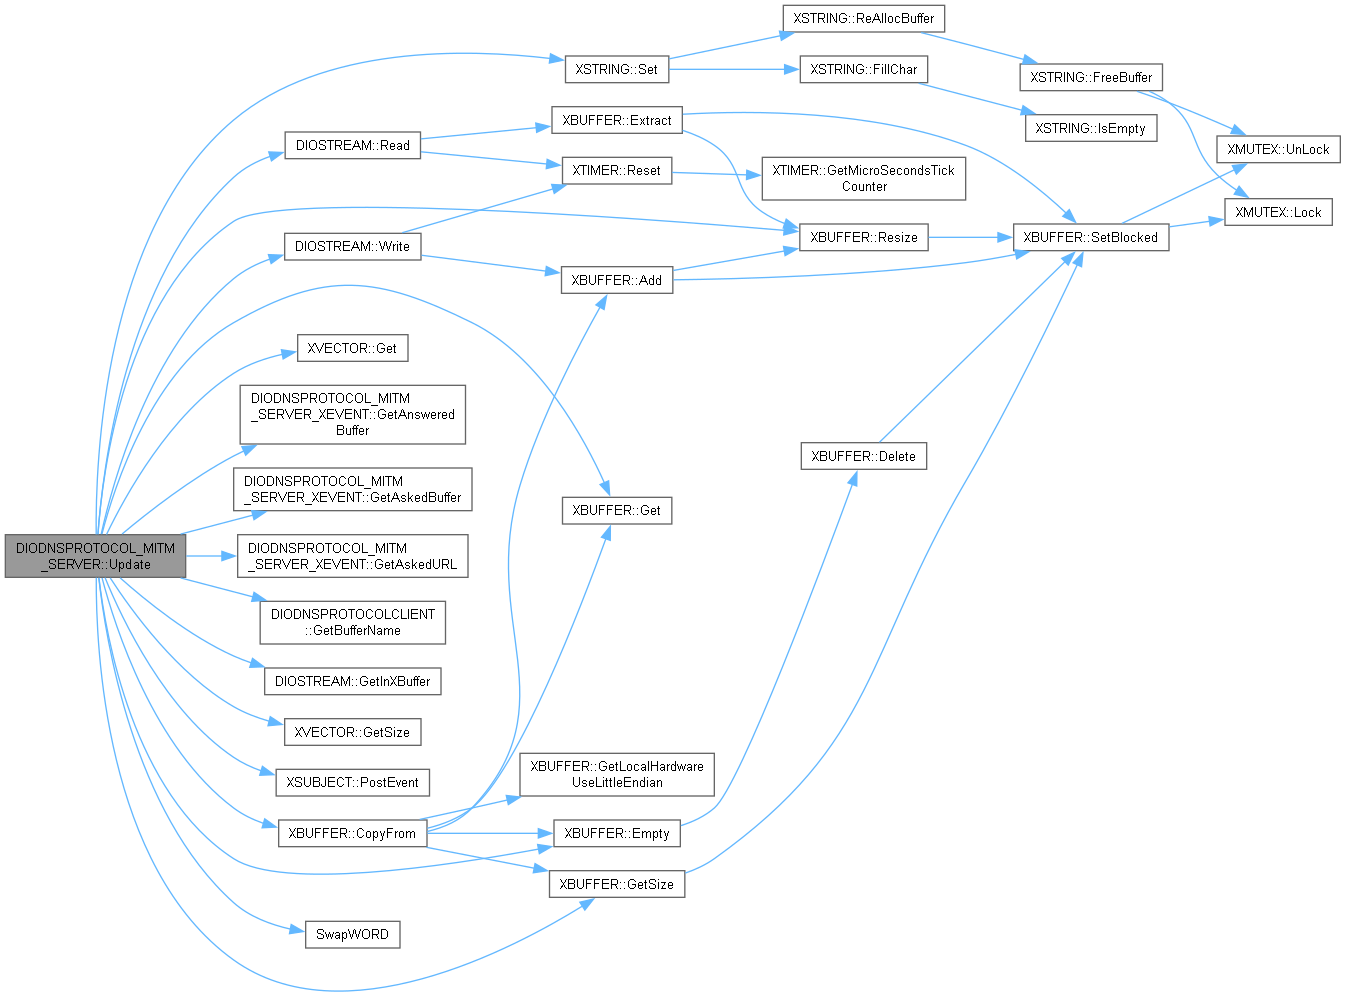 DIODNSPROTOCOL_MITM
_SERVER::Update
XSTRING::Set
DIOSTREAM::Read
DIOSTREAM::Write
XVECTOR::Get
DIODNSPROTOCOL_MITM
_SERVER_XEVENT::GetAnswered
Buffer
DIODNSPROTOCOL_MITM
_SERVER_XEVENT::GetAskedBuffer
DIODNSPROTOCOL_MITM
_SERVER_XEVENT::GetAskedURL
DIODNSPROTOCOLCLIENT
::GetBufferName
DIOSTREAM::GetInXBuffer
XVECTOR::GetSize
XSUBJECT::PostEvent
XBUFFER::CopyFrom
SwapWORD
XBUFFER::Extract
XTIMER::Reset
XBUFFER::Add
XBUFFER::Get
XBUFFER::GetLocalHardware
UseLittleEndian
XBUFFER::Empty
XBUFFER::GetSize
XSTRING::ReAllocBuffer
XSTRING::FillChar
XTIMER::GetMicroSecondsTick
Counter
XBUFFER::Resize
XBUFFER::Delete
XSTRING::FreeBuffer
XSTRING::IsEmpty
XBUFFER::SetBlocked
XMUTEX::UnLock
XMUTEX::Lock